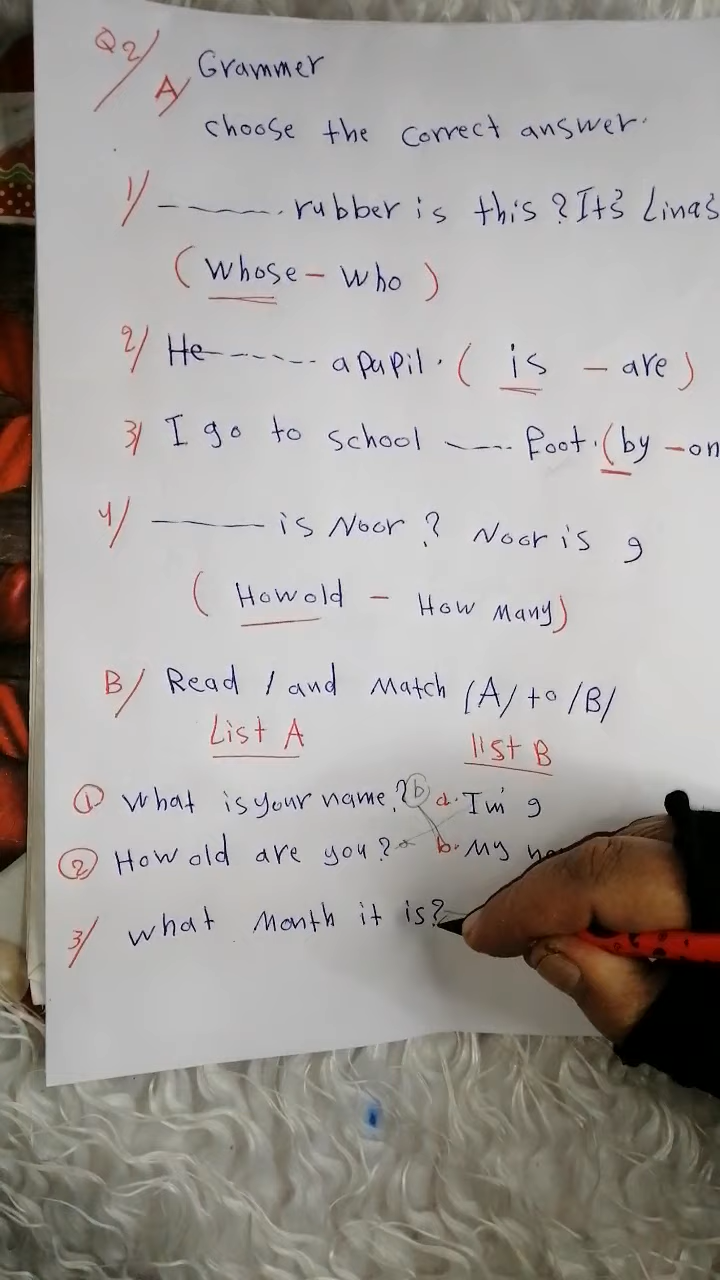 Q2/ A/ Grammer
choose the correct answer.
1/ ------- rubber is this? It's Lina's
(Whose - who)
2/ He ------ a pupil. (is - are)
3/ I go to school ----- foot. (by - on
4/ ------ is Noor? Noor is 9
(How old - How many)
B/ Read / and Match /A/ to /B/
List A list B
1 What is your name? b a. I'm 9
2 How old are you? b. My
3/ what Month it is?